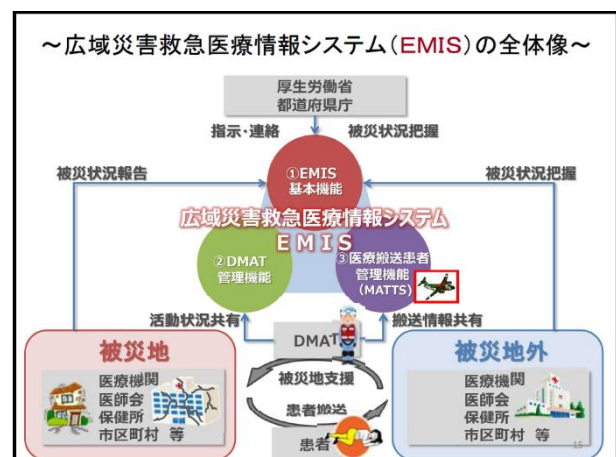 ～広域災害救急医療情報システム(EMIS)の全体像～
厚生労働省
都道府県庁
指示・連絡
被災状況把握
被災状況報告
①EMIS
基本機能
被災状況把握
広域災害救急医療情報システム
EMIS
②DMAT
管理機能
③医療搬送患者
管理機能
(MATTS)
活動状況共有
DMAT
搬送情報共有
被災地
医療機関
医師会
保健所
市区町村 等
被災地支援
患者搬送
患者
被災地外
医療機関
医師会
保健所
市区町村 等
15